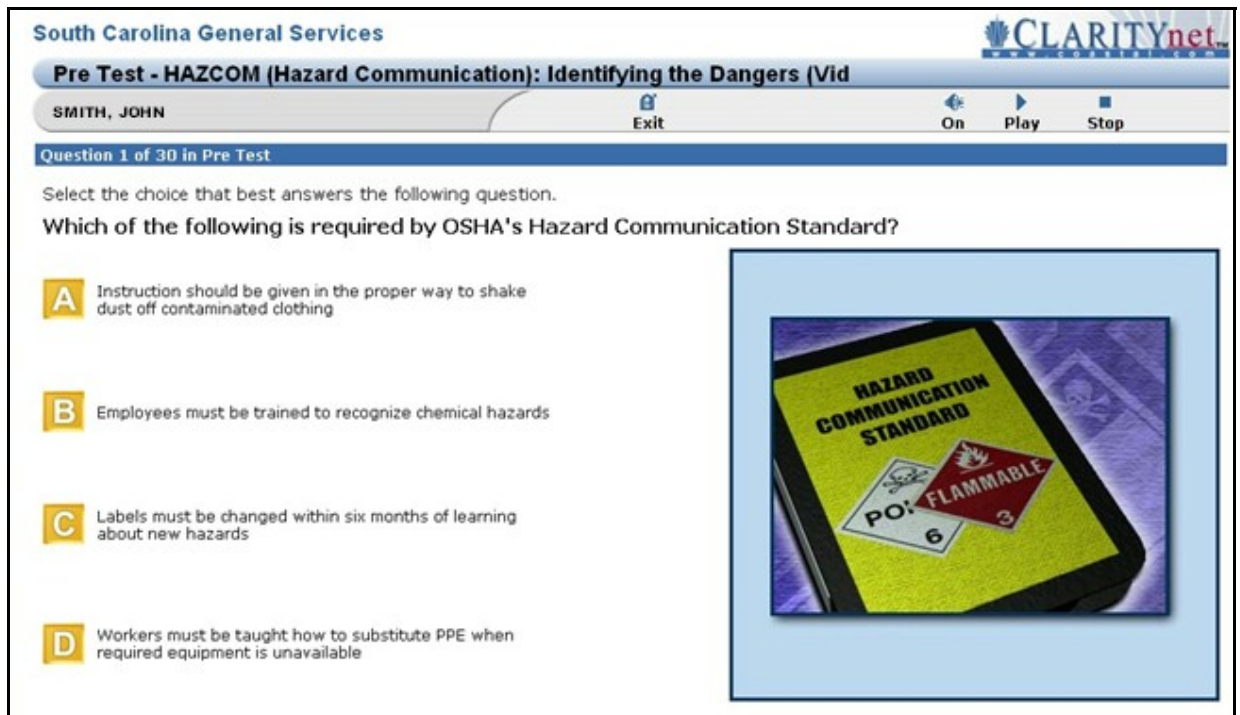 South Carolina General Services
CLARITYnet™
www.coastal.com
Pre Test - HAZCOM (Hazard Communication): Identifying the Dangers (Vid
SMITH, JOHN
Exit
On
Play
Stop
Question 1 of 30 in Pre Test
Select the choice that best answers the following question.
Which of the following is required by OSHA's Hazard Communication Standard?
A
Instruction should be given in the proper way to shake
dust off contaminated clothing
B
Employees must be trained to recognize chemical hazards
C
Labels must be changed within six months of learning
about new hazards
D
Workers must be taught how to substitute PPE when
required equipment is unavailable
HAZARD
COMMUNICATION
STANDARD
PO
6
FLAMMABLE
3